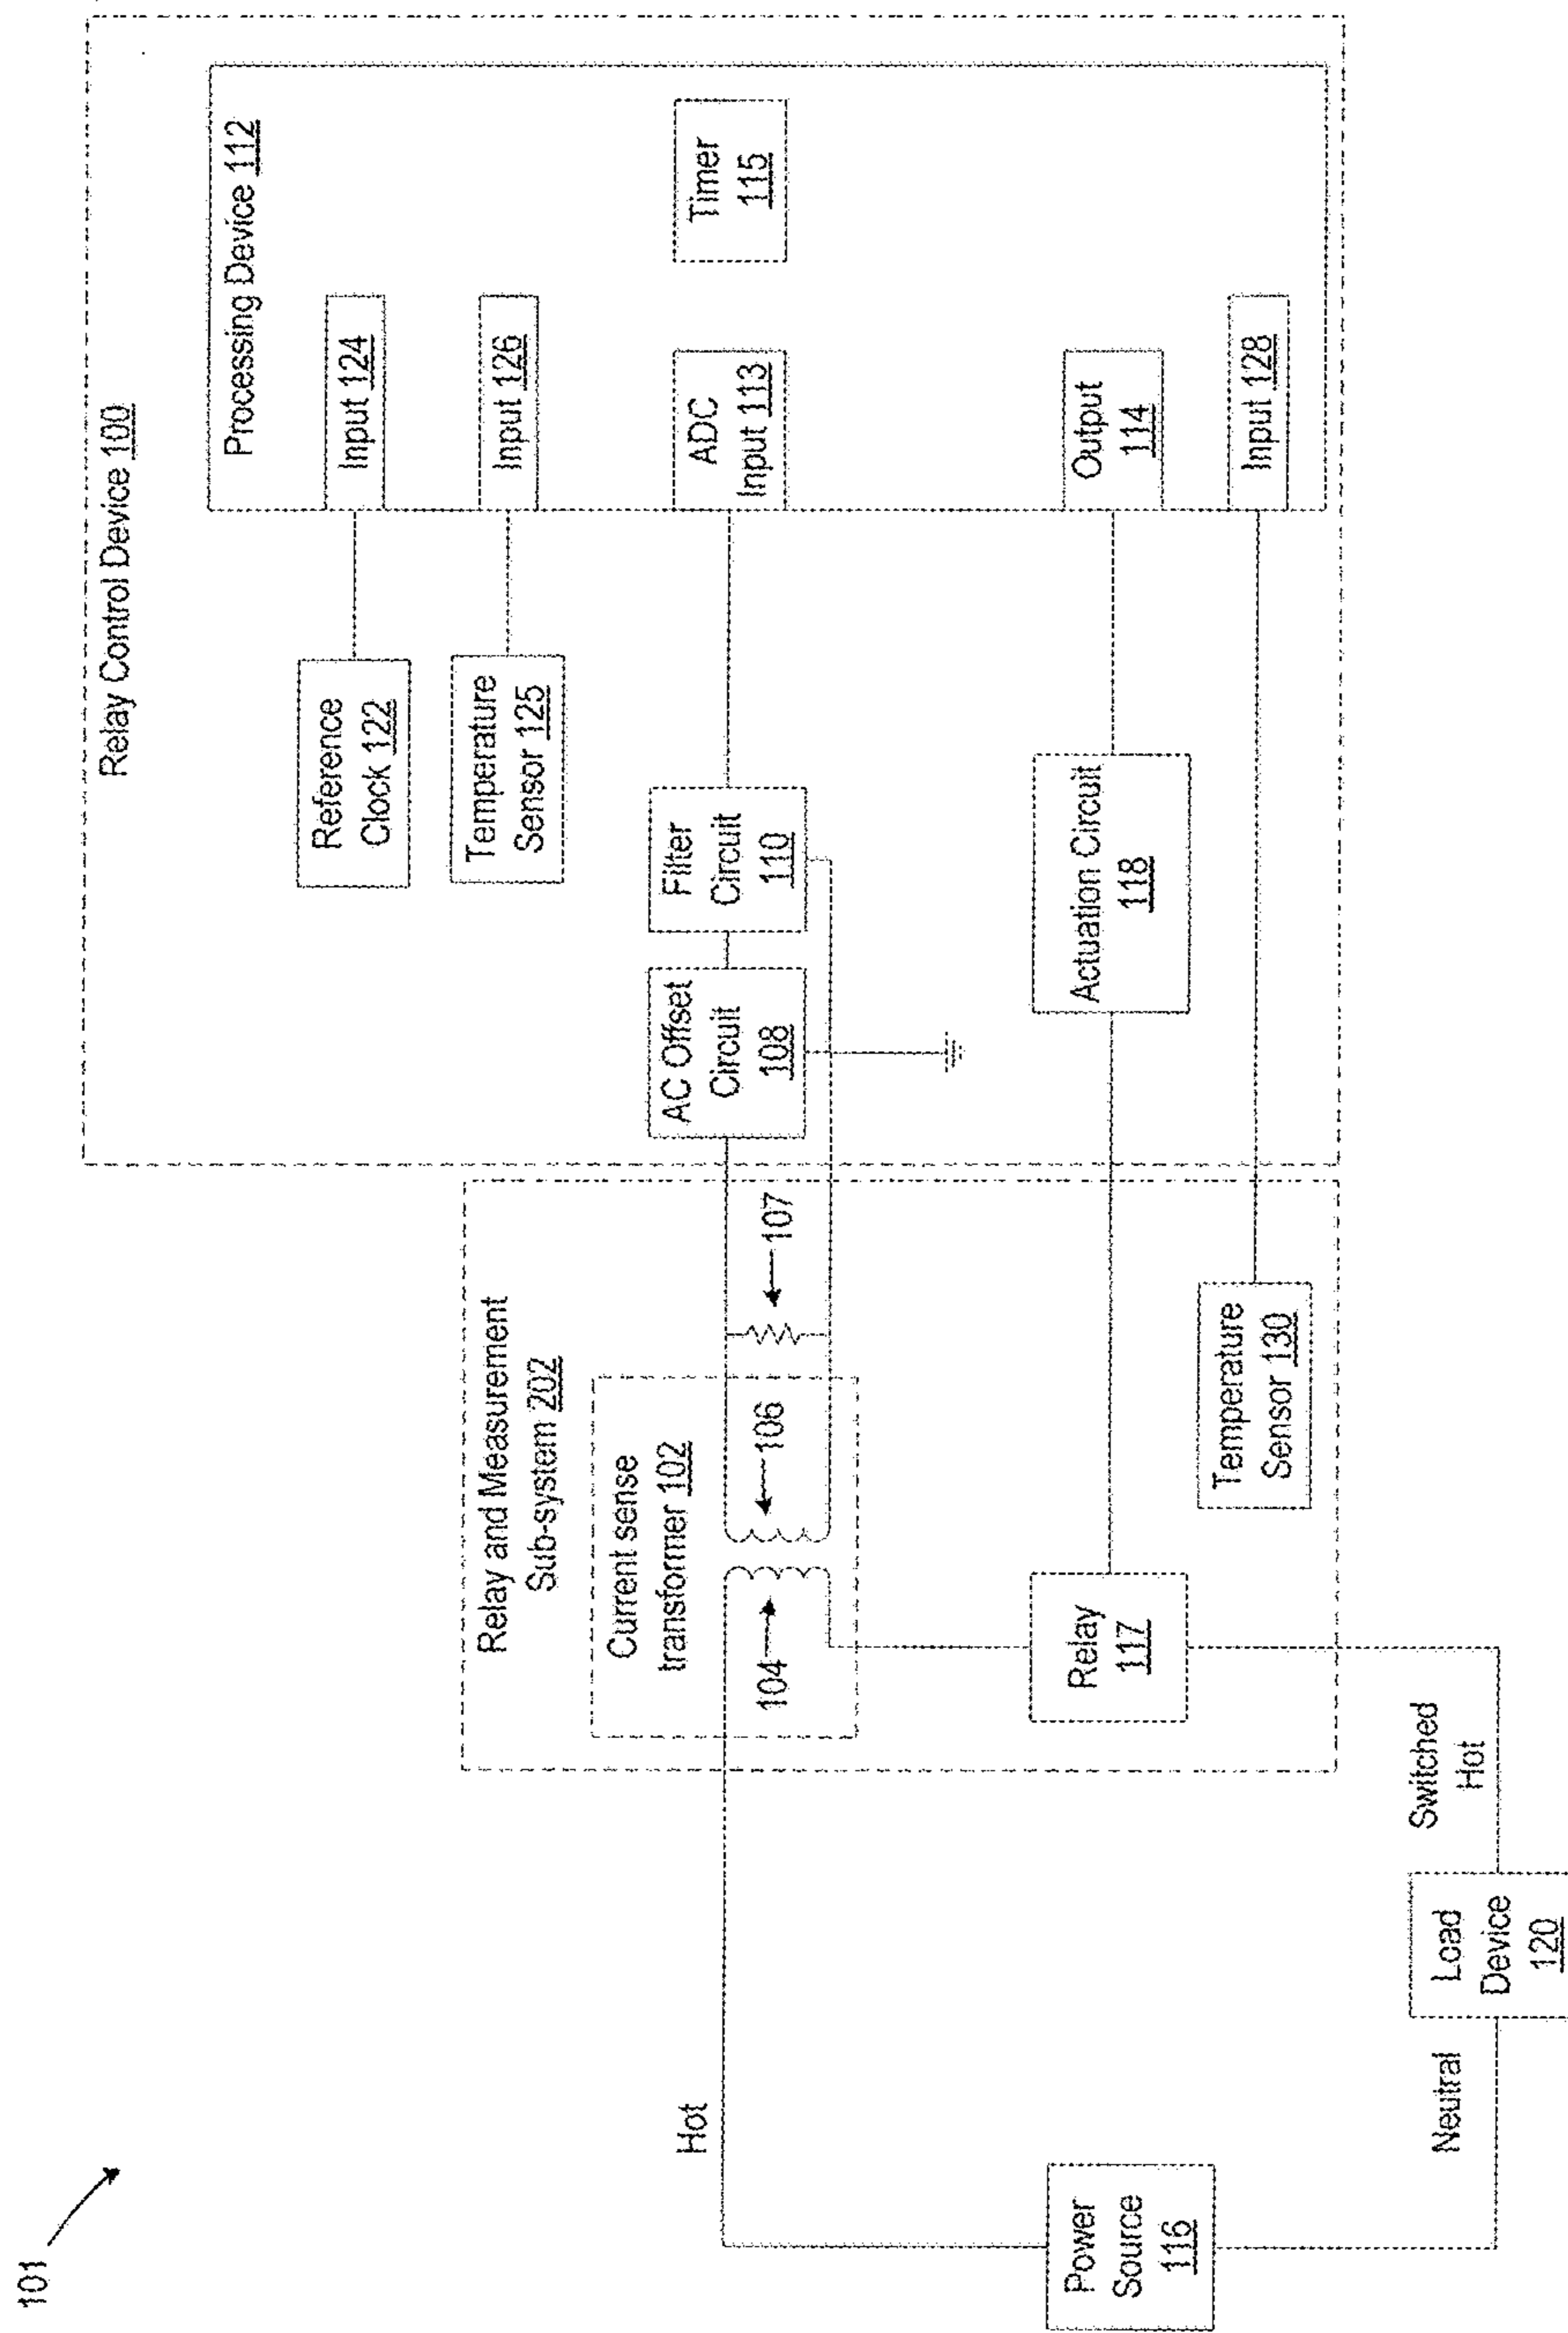 101
Relay Control Device 100
Processing Device 112
Reference
Clock 122
Input 124
Temperature
Sensor 125
Input 126
Relay and Measurement
Sub-system 202
Current sense
transformer 102
104
106
107
AC Offset
Circuit
108
Filter
Circuit
110
ADC
Input 113
Timer
115
Hot
Power
Source
116
Relay
117
Actuation Circuit
118
Output
114
Temperature
Sensor 130
Input 128
Neutral
Load
Device
120
Switched
Hot